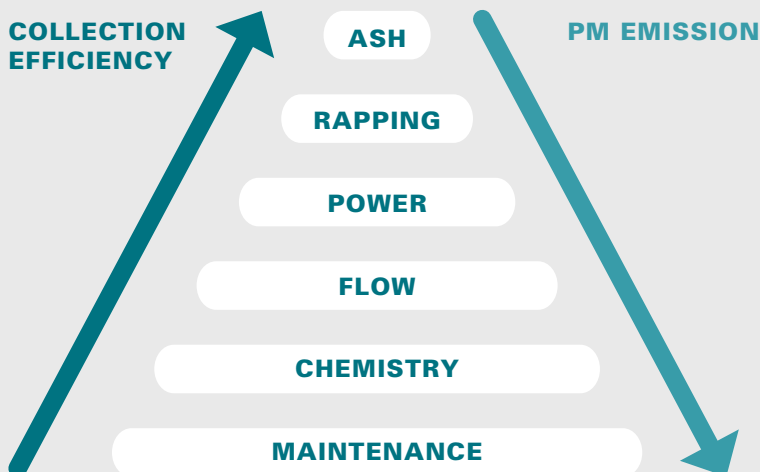 COLLECTION
EFFICIENCY
ASH
PM EMISSION
RAPPING
POWER
FLOW
CHEMISTRY
MAINTENANCE